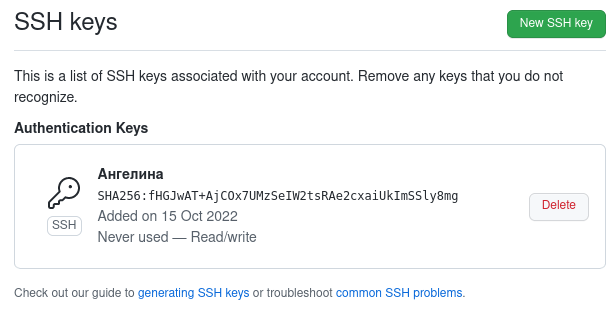 SSH keys
New SSH key
This is a list of SSH keys associated with your account. Remove any keys that you do not
recognize.
Authentication Keys
Ангелина
SHA256:fHGJwAT+AjCOx7UMzSeIW2tsRAe2cxaiUkImSSly8mg
Added on 15 Oct 2022
Never used — Read/write
SSH
Delete
Check out our guide to generating SSH keys or troubleshoot common SSH problems.